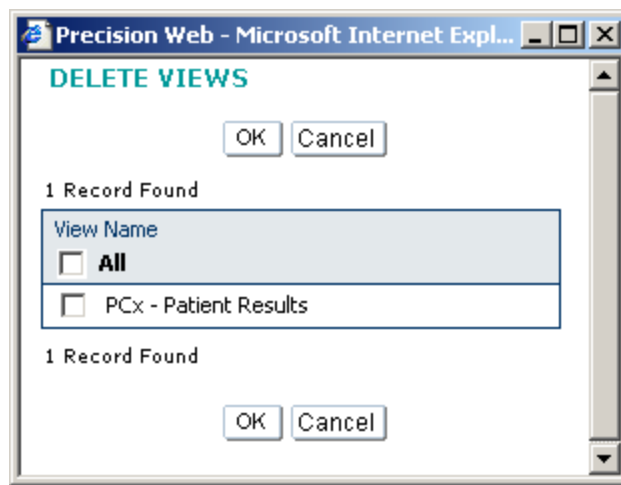 Precision Web - Microsoft Internet Expl...
DELETE VIEWS
OK Cancel
1 Record Found
View Name
All
PCx - Patient Results
1 Record Found
OK Cancel